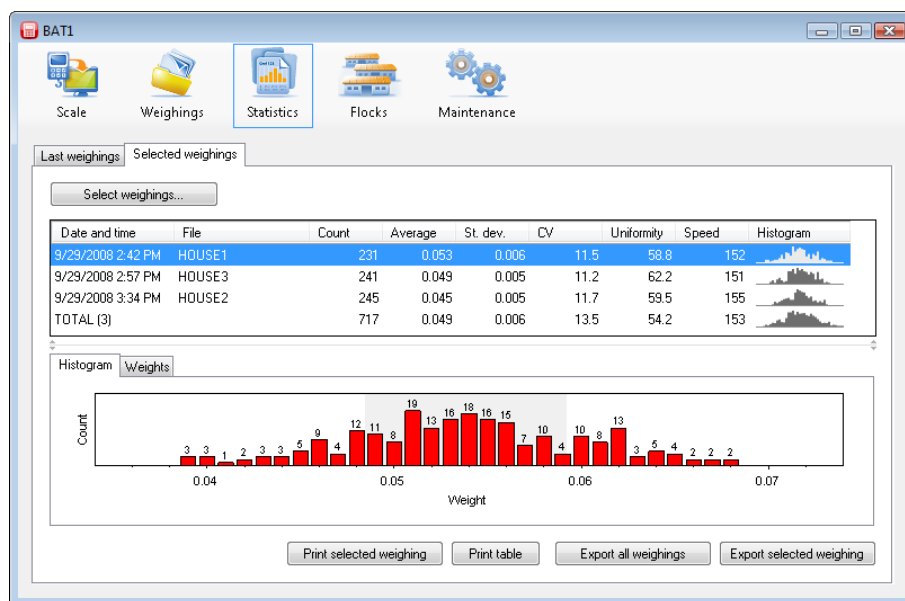 BAT1
Scale Weighings Statistics Flocks Maintenance
Last weighings Selected weighings
Select weighings...
Date and time File Count Average St. dev. CV Uniformity Speed Histogram
9/29/2008 2:42 PM HOUSE1 231 0.053 0.006 11.5 58.8 152
9/29/2008 2:57 PM HOUSE3 241 0.049 0.005 11.2 62.2 151
9/29/2008 3:34 PM HOUSE2 245 0.045 0.005 11.7 59.5 155
TOTAL (3) 717 0.049 0.006 13.5 54.2 153
Histogram Weights
Count
3 3 1 2 3 3 5 9 4 12 11 8 19 13 16 18 16 15 7 10 4 10 8 13 3 5 4 2 2 2
0.04 0.05 0.06 0.07
Weight
Print selected weighing Print table Export all weighings Export selected weighing